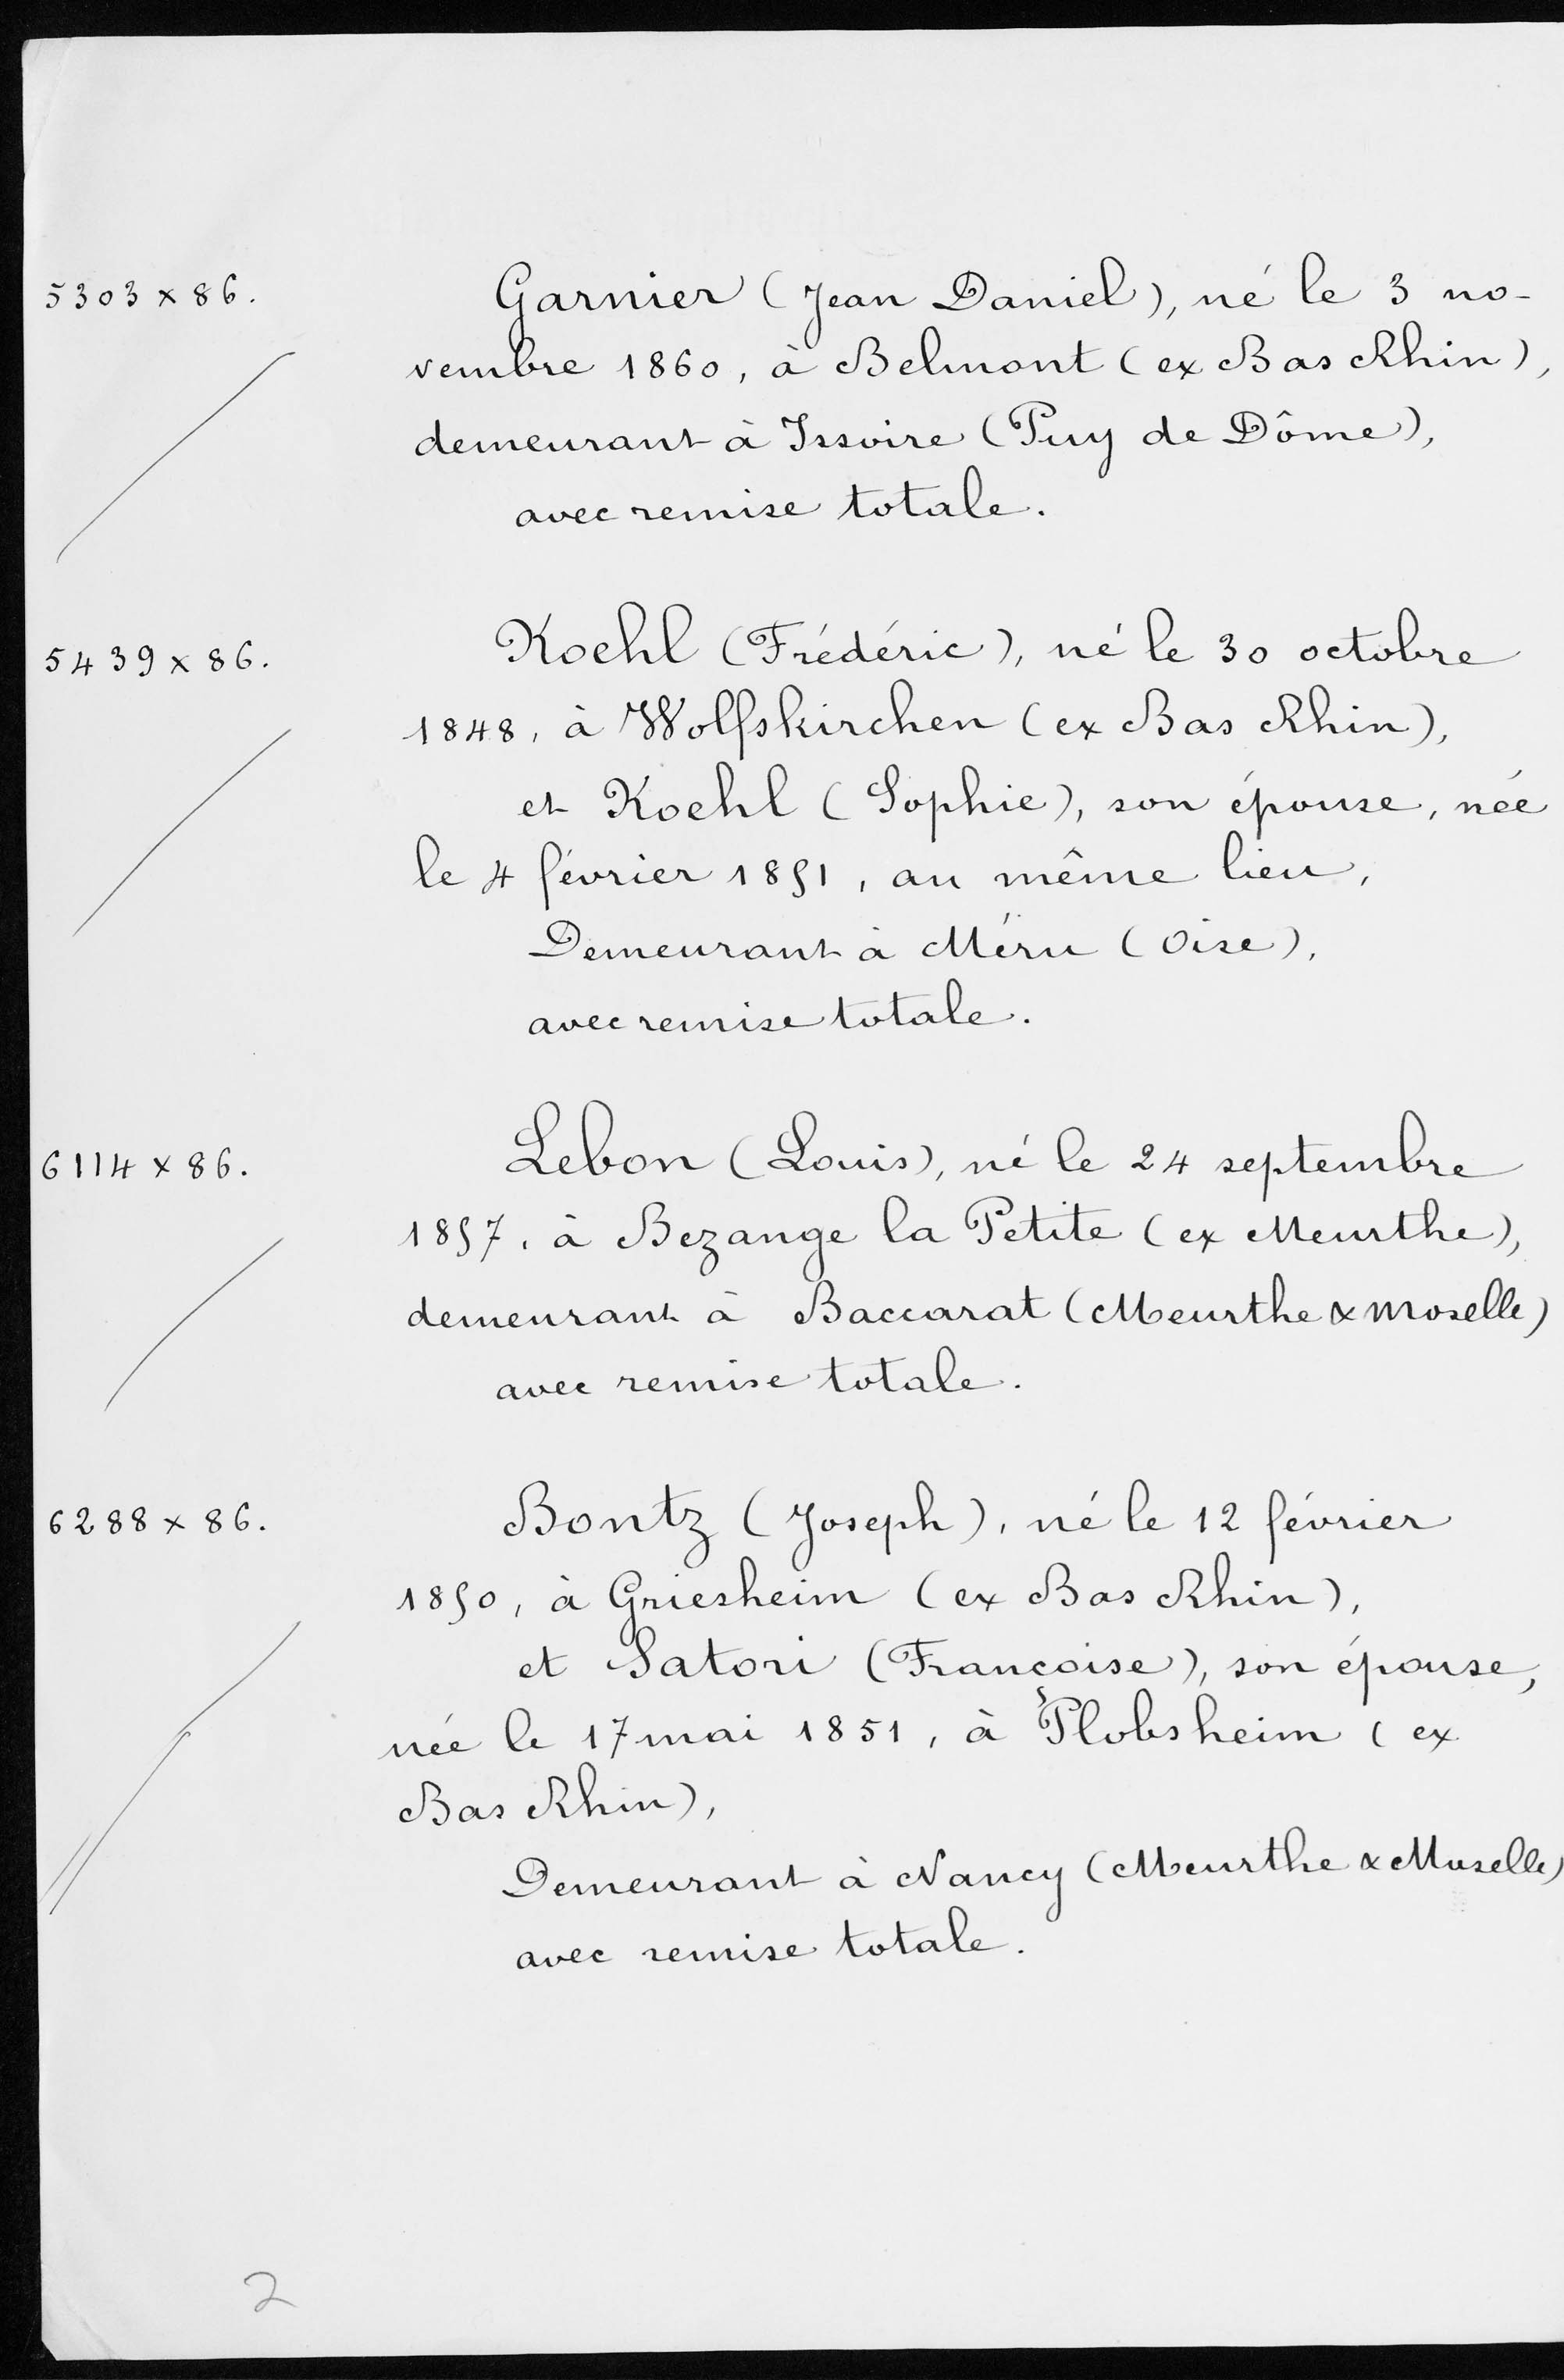 5303 x 86.
Garnier (Jean Daniel), né le 3 no-
vembre 1860, à Belmont (ex Bas Rhin),
demeurant à Issoire (Puy de Dôme),
avec remise totale.
5439 x 86.
Koehl (Frédéric), né le 30 octobre
1848, à Wolfskirchen (ex Bas Rhin),
et Koehl (Sophie), son épouse, née
le 4 février 1851, au même lieu,
Demeurant à Méru (Oise),
avec remise totale.
6114 x 86.
Lebon (Louis), né le 24 septembre
1857, à Bezange la Petite (ex Meurthe),
demeurant à Baccarat (Meurthe & Moselle)
avec remise totale.
6288 x 86.
Bontz (Joseph), né le 12 février
1850, à Griesheim (ex Bas Rhin),
et Satori (Françoise), son épouse,
née le 17 mai 1851, à Plobsheim (ex
Bas Rhin),
Demeurant à Nancy (Meurthe & Moselle)
avec remise totale.
2